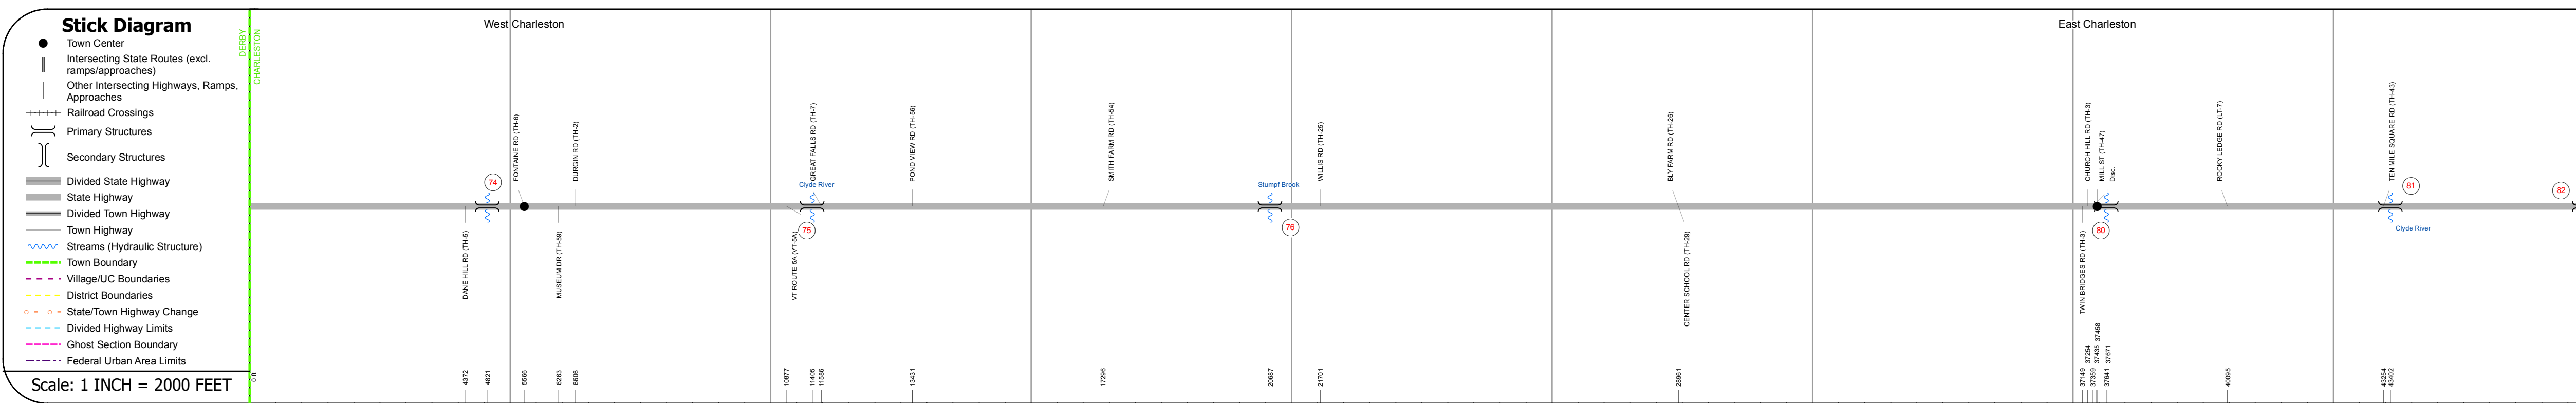 Stick Diagram
Town Center
Intersecting State Routes (excl.
ramps/approaches)
Other Intersecting Highways, Ramps,
Approaches
Railroad Crossings
Primary Structures
Secondary Structures
Divided State Highway
State Highway
Divided Town Highway
Town Highway
Streams (Hydraulic Structure)
Town Boundary
Village/UC Boundaries
District Boundaries
State/Town Highway Change
Divided Highway Limits
Ghost Section Boundary
Federal Urban Area Limits
Scale: 1 INCH = 2000 FEET
DERBY
CHARLESTON
West Charleston
East Charleston
FONTAINE RD (TH-6)
DURGIN RD (TH-2)
GREAT FALLS RD (TH-7)
POND VIEW RD (TH-56)
SMITH FARM RD (TH-54)
WILLIS RD (TH-25)
BLY FARM RD (TH-26)
CHURCH HILL RD (TH-3)
MILL ST (TH-47)
Disc.
ROCKY LEDGE RD (LT-7)
TEN MILE SQUARE RD (TH-43)
74
Clyde River
Stumpf Brook
81
82
75
76
80
Clyde River
DANE HILL RD (TH-5)
MUSEUM DR (TH-59)
VT ROUTE 5A (VT-5A)
CENTER SCHOOL RD (TH-29)
TWIN BRIDGES RD (TH-3)
0 ft
4372
4821
5566
6263
6606
10877
11405
11586
13431
17296
20687
21701
28961
37149
37254
37359
37435
37458
37641
37671
40095
43254
43402